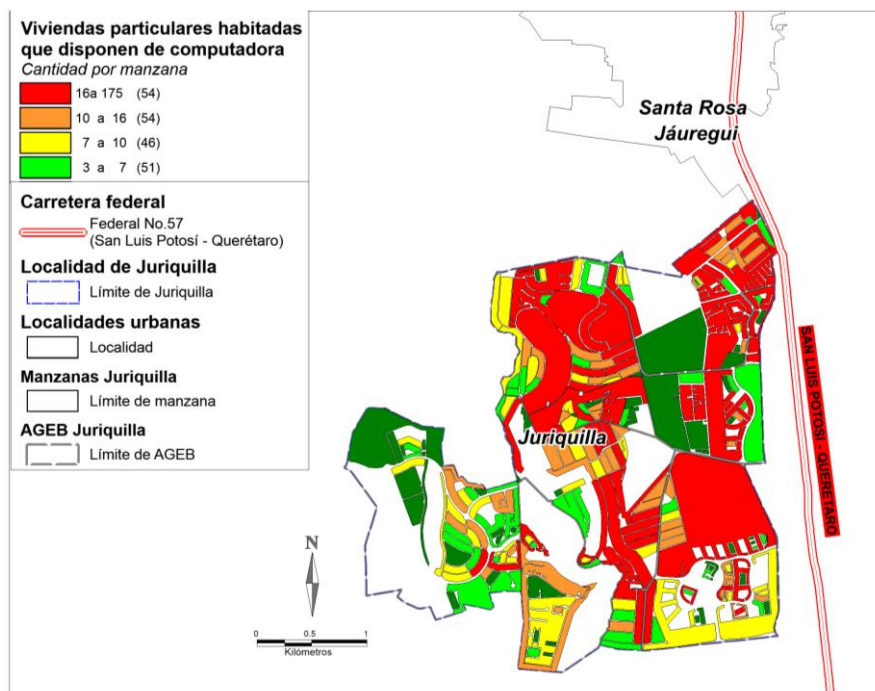 Viviendas particulares habitadas
que disponen de computadora
Cantidad por manzana
16a 175 (54)
10 a 16 (54)
7 a 10 (46)
3 a 7 (51)
Carretera federal
Federal No.57
(San Luis Potosí - Querétaro)
Localidad de Juriquilla
Límite de Juriquilla
Localidades urbanas
Localidad
Manzanas Juriquilla
Límite de manzana
AGEB Juriquilla
Límite de AGEB
Santa Rosa
Jáuregui
Juriquilla
SAN LUIS POTOSÍ - QUERETARO
N
0 0.5 1
Kilómetros